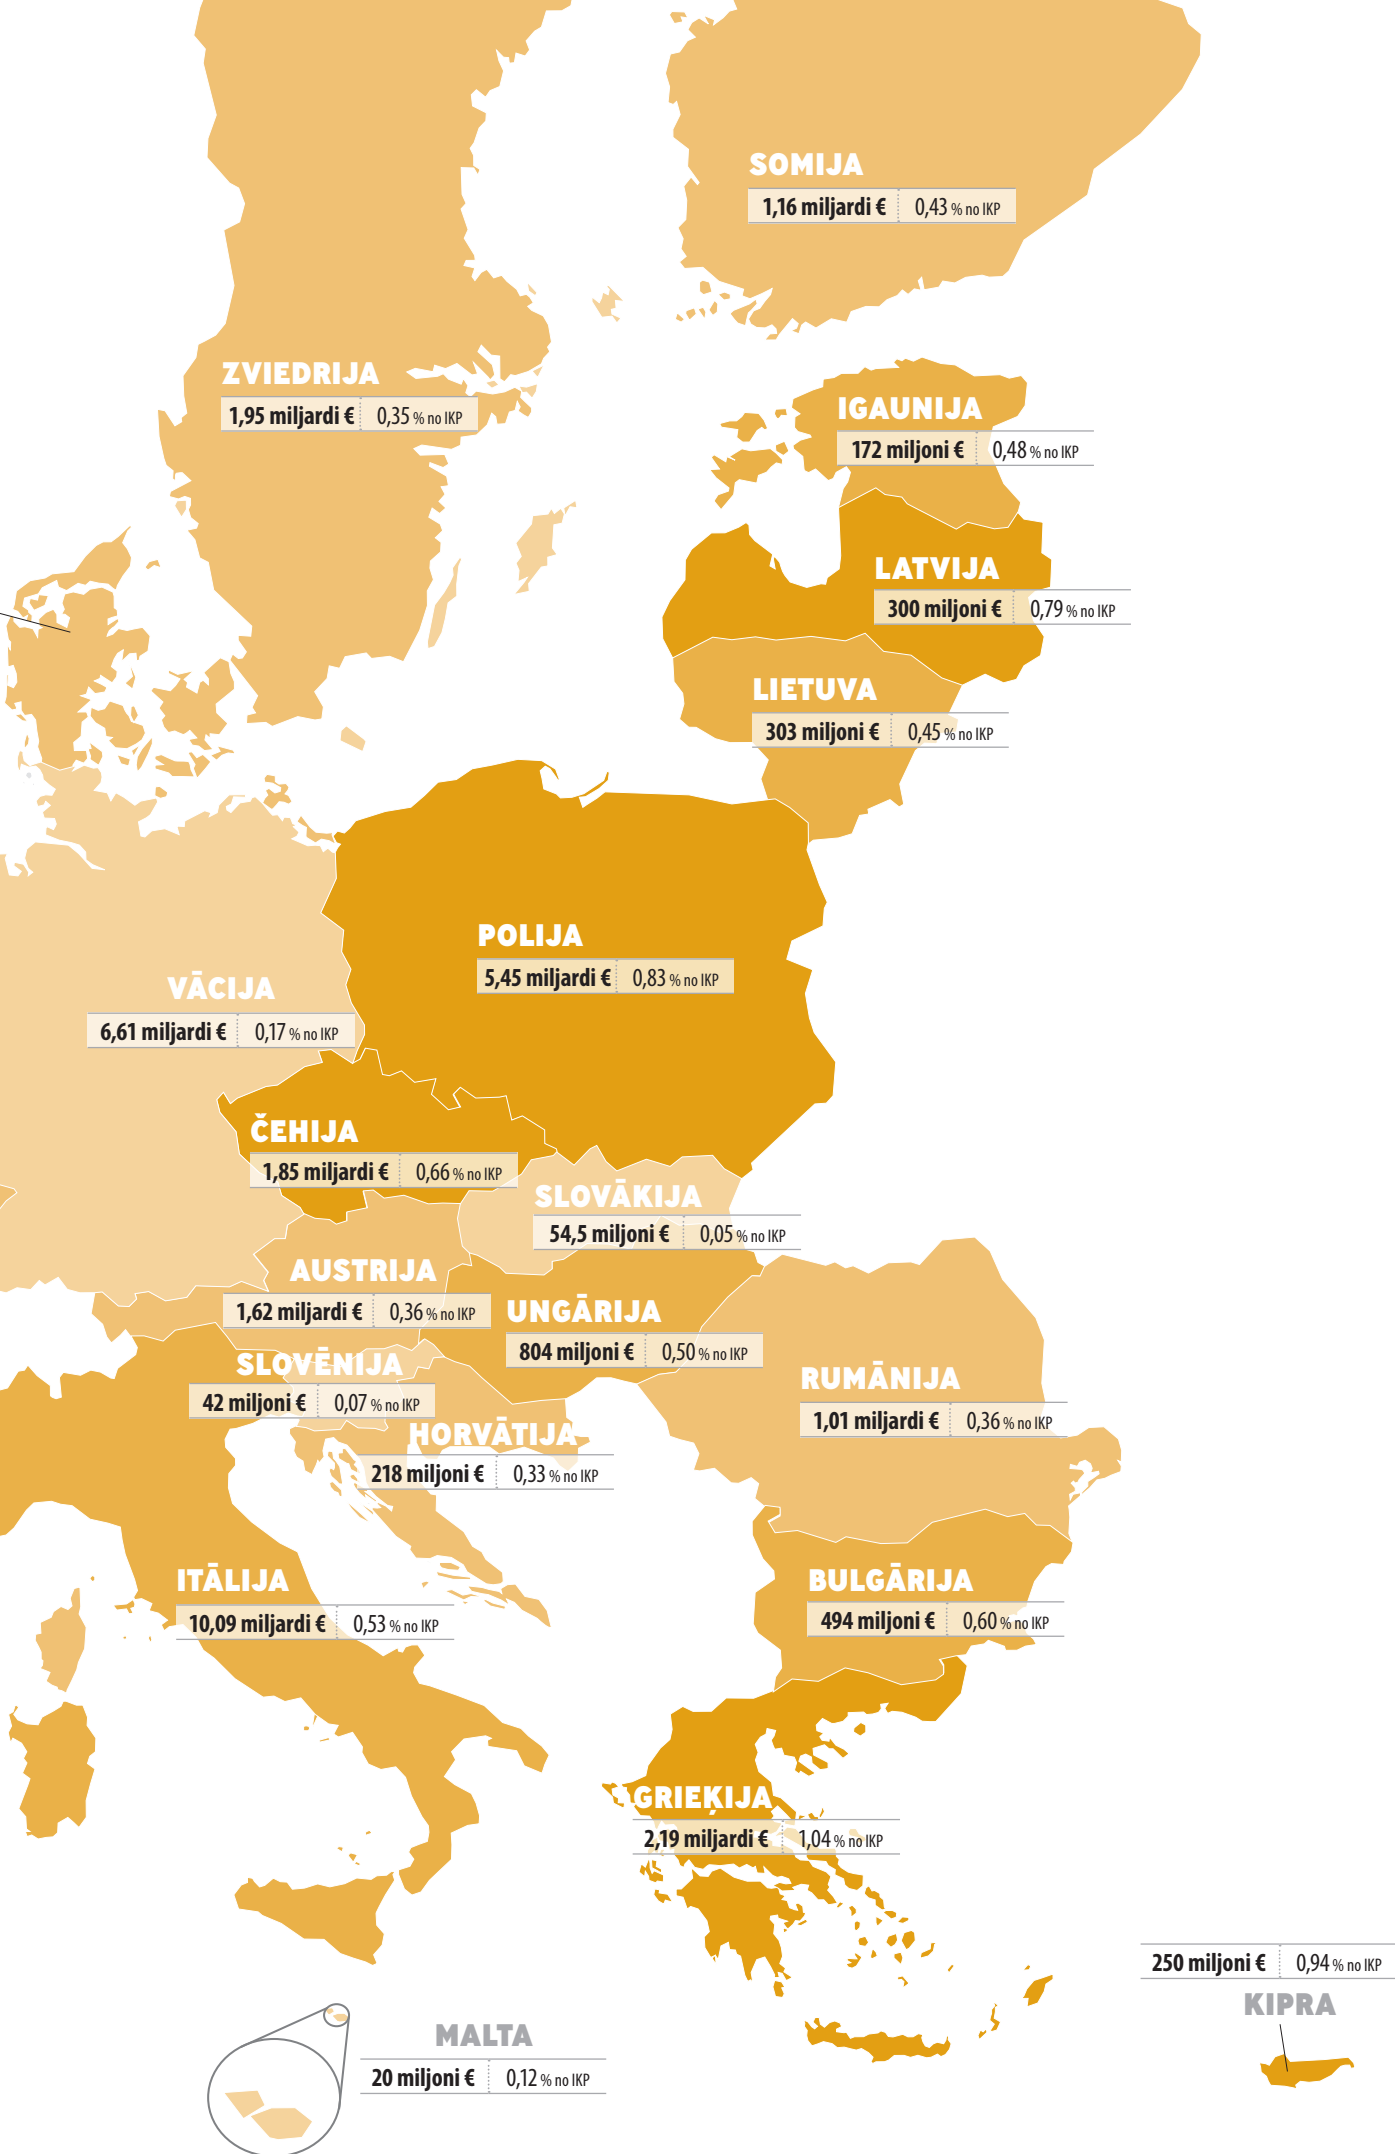 SOMIJA
1,16 miljardi € 0,43 % no IKP
ZVIEDRIJA
1,95 miljardi € 0,35 % no IKP
IGAUNIJA
172 miljoni € 0,48 % no IKP
LATVIJA
300 miljoni € 0,79 % no IKP
LIETUVA
303 miljoni € 0,45 % no IKP
POLIJA
5,45 miljardi € 0,83 % no IKP
VĀCIJA
6,61 miljardi € 0,17 % no IKP
ČEHIJA
1,85 miljardi € 0,66 % no IKP
SLOVĀKIJA
54,5 miljoni € 0,05 % no IKP
AUSTRIJA
1,62 miljardi € 0,36 % no IKP
UNGĀRIJA
804 miljoni € 0,50 % no IKP
SLOVĒNIJA
42 miljoni € 0,07 % no IKP
RUMĀNIJA
1,01 miljardi € 0,36 % no IKP
HORVĀTIJA
218 miljoni € 0,33 % no IKP
ITĀLIJA
10,09 miljardi € 0,53 % no IKP
BULGĀRIJA
494 miljoni € 0,60 % no IKP
GRIEĶIJA
2,19 miljardi € 1,04 % no IKP
250 miljoni € 0,94 % no IKP
KIPRA
MALTA
20 miljoni € 0,12 % no IKP